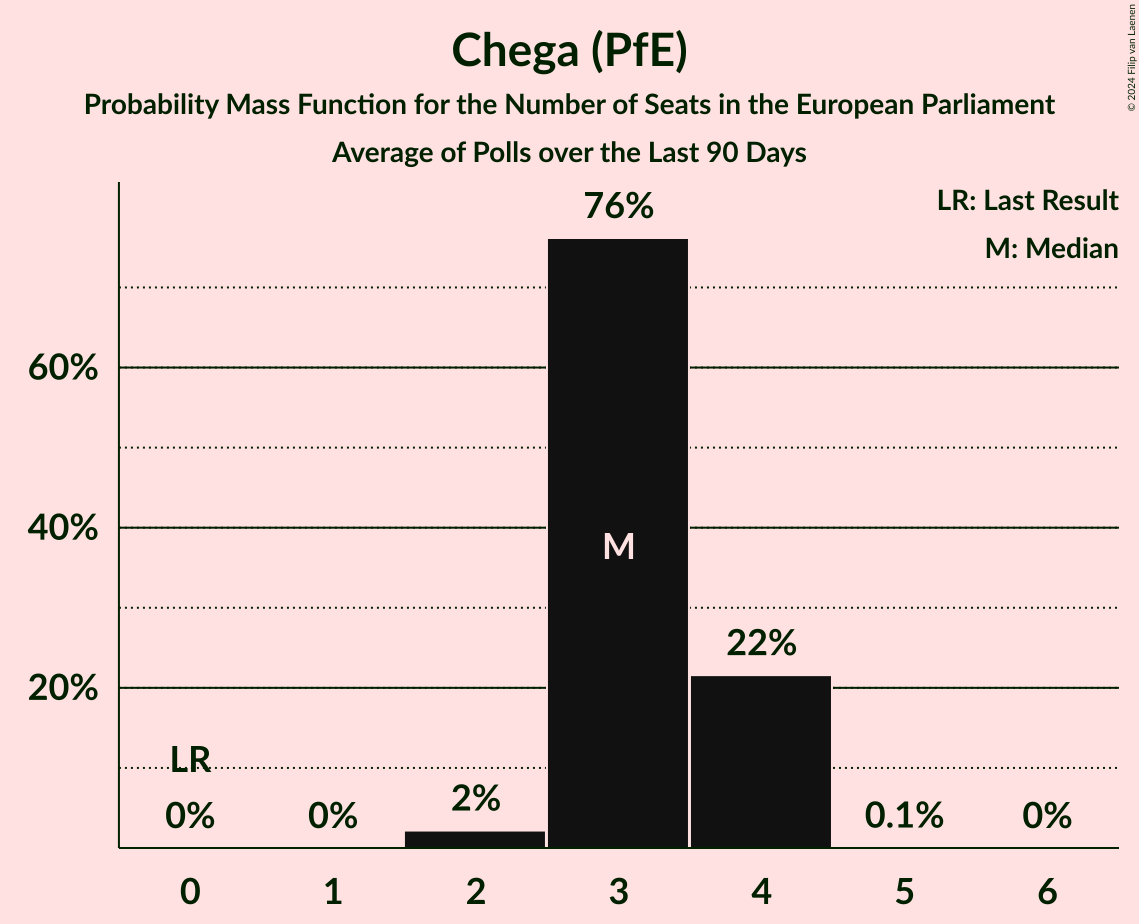 Chega (PfE)
Probability Mass Function for the Number of Seats in the European Parliament
Average of Polls over the Last 90 Days
© 2024 Filip van Laenen
LR: Last Result
M: Median
76%
60%
40%
M
22%
20%
LR
0%
0%
2%
0.1%
0%
0 1 2 3 4 5 6